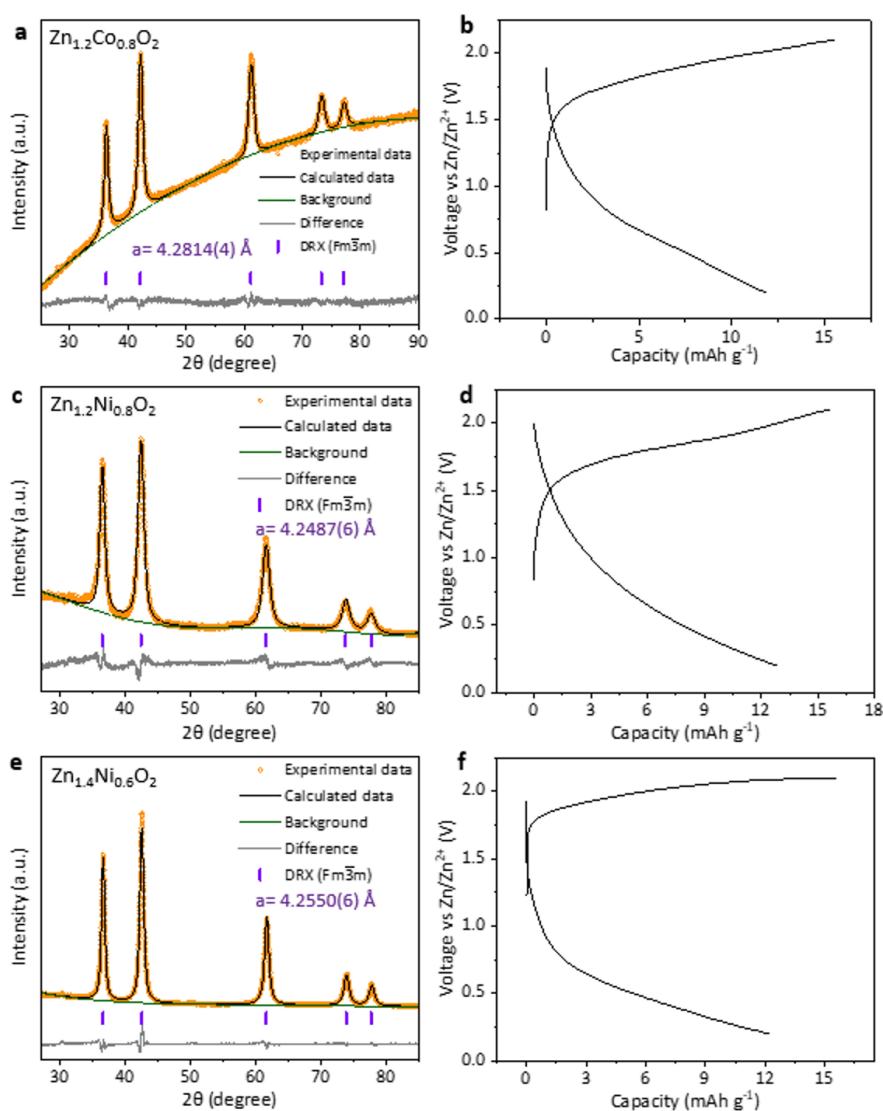 a
Zn₁.₂Co₀.₈O₂
Intensity (a.u.)
Experimental data
Calculated data
Background
Difference
DRX (Fm3̅m)
a= 4.2814(4) Å
30 40 50 60 70 80 90
2θ (degree)
b
Voltage vs Zn/Zn²⁺ (V)
2.0
1.5
1.0
0.5
0.0
0 5 10 15
Capacity (mAh g⁻¹)
c
Zn₁.₂Ni₀.₈O₂
Intensity (a.u.)
Experimental data
Calculated data
Background
Difference
DRX (Fm3̅m)
a= 4.2487(6) Å
30 40 50 60 70 80
2θ (degree)
d
Voltage vs Zn/Zn²⁺ (V)
2.0
1.5
1.0
0.5
0.0
0 3 6 9 12 15 18
Capacity (mAh g⁻¹)
e
Zn₁.₄Ni₀.₆O₂
Intensity (a.u.)
Experimental data
Calculated data
Background
Difference
DRX (Fm3̅m)
a= 4.2550(6) Å
30 40 50 60 70 80
2θ (degree)
f
Voltage vs Zn/Zn²⁺ (V)
2.0
1.5
1.0
0.5
0.0
0 3 6 9 12 15
Capacity (mAh g⁻¹)